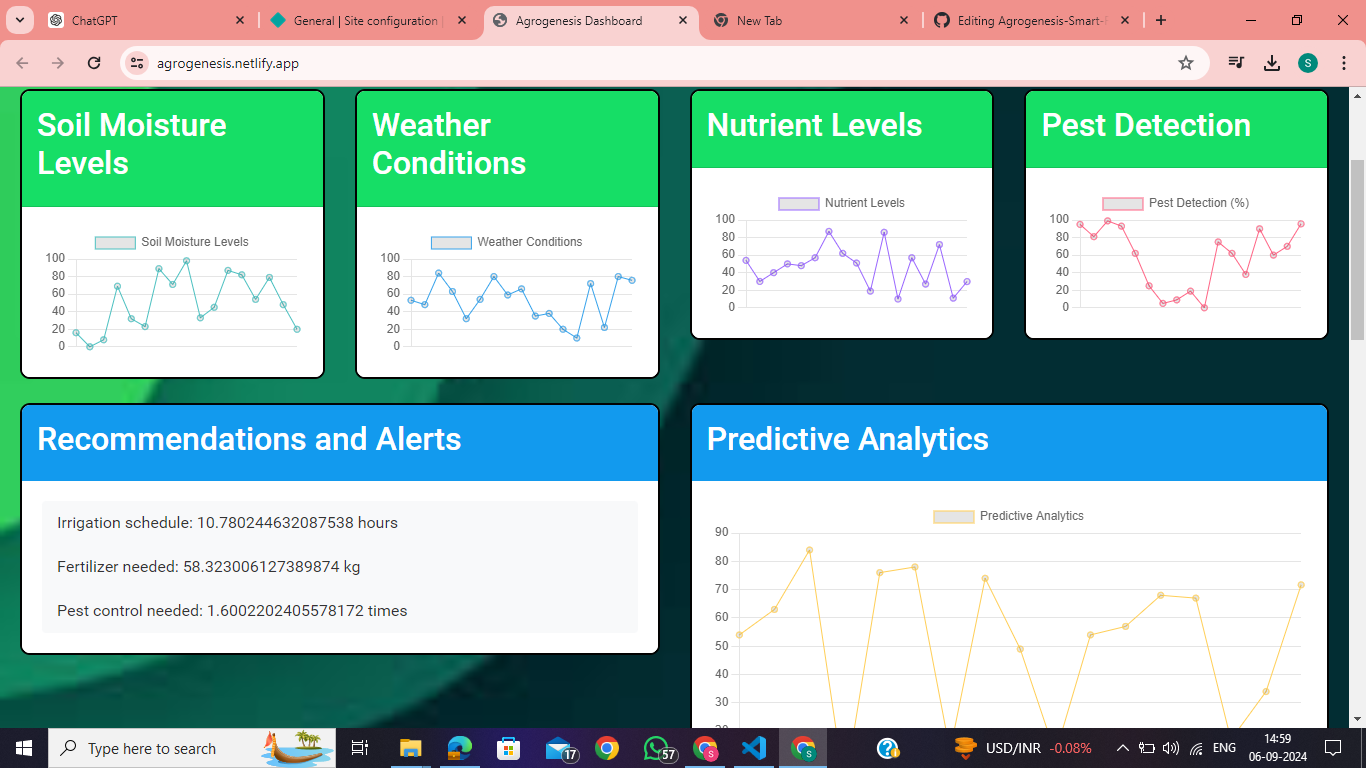 ChatGPT
General | Site configuration |
Agrogenesis Dashboard
New Tab
Editing Agrogenesis-Smart-F
agrogenesis.netlify.app
S
Soil Moisture
Levels
Soil Moisture Levels
100
80
60
40
20
0
Weather
Conditions
Weather Conditions
100
80
60
40
20
0
Nutrient Levels
Nutrient Levels
100
80
60
40
20
0
Pest Detection
Pest Detection (%)
100
80
60
40
20
0
Recommendations and Alerts
Irrigation schedule: 10.780244632087538 hours
Fertilizer needed: 58.323006127389874 kg
Pest control needed: 1.6002202405578172 times
Predictive Analytics
Predictive Analytics
90
80
70
60
50
40
30
20
Type here to search
17
57
S
S
USD/INR -0.08%
ENG
14:59
06-09-2024